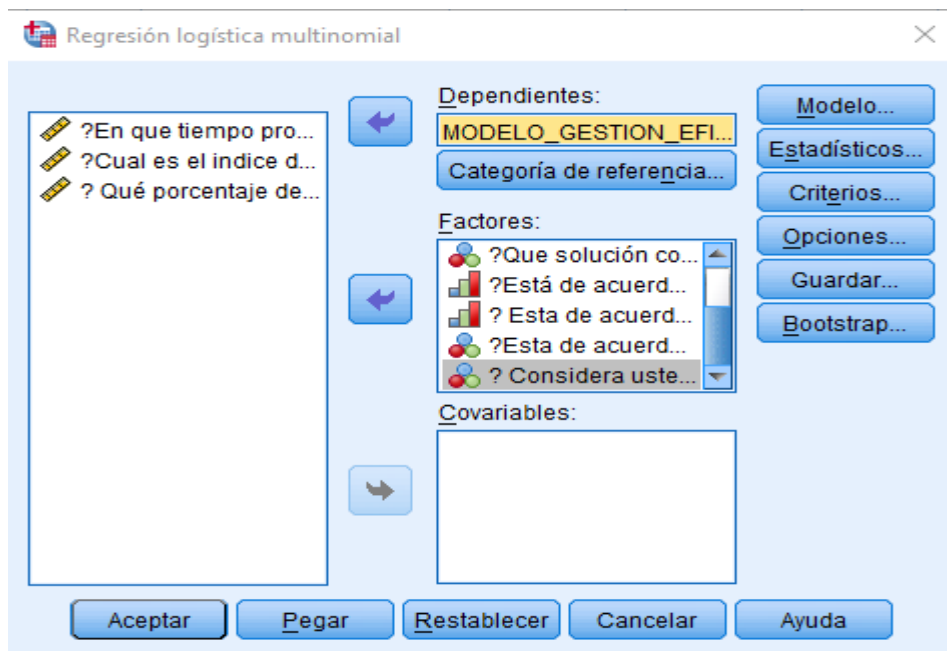 Regresión logística multinomial
?En que tiempo pro...
?Cual es el indice d...
? Qué porcentaje de...
Dependientes:
MODELO_GESTION_EFI...
Categoría de referencia...
Factores:
?Que solución co...
?Está de acuerd...
? Esta de acuerd...
?Esta de acuerd...
? Considera uste...
Covariables:
Modelo...
Estadísticos...
Criterios...
Opciones...
Guardar...
Bootstrap...
Aceptar
Pegar
Restablecer
Cancelar
Ayuda